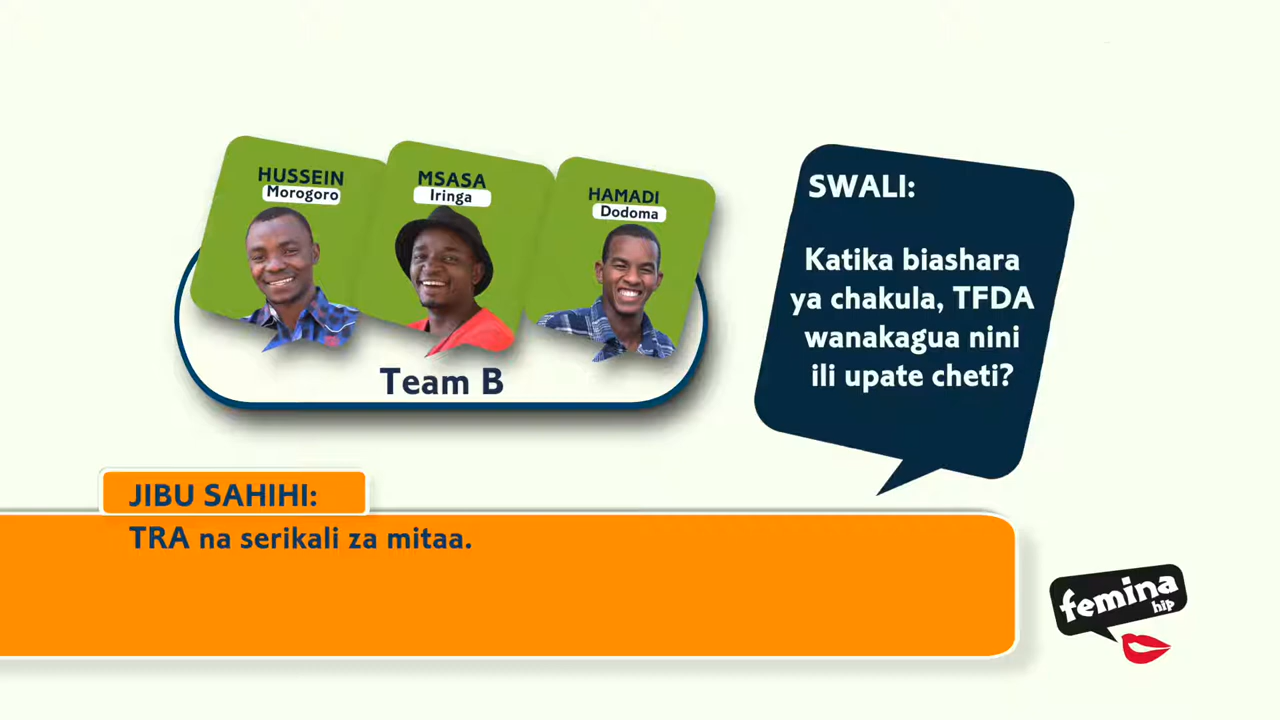 HUSSEIN
Morogoro
MSASA
Iringa
HAMADI
Dodoma
Team B
SWALI:
Katika biashara
ya chakula, TFDA
wanakagua nini
ili upate cheti?
JIBU SAHIHI:
TRA na serikali za mitaa.
femina
hip